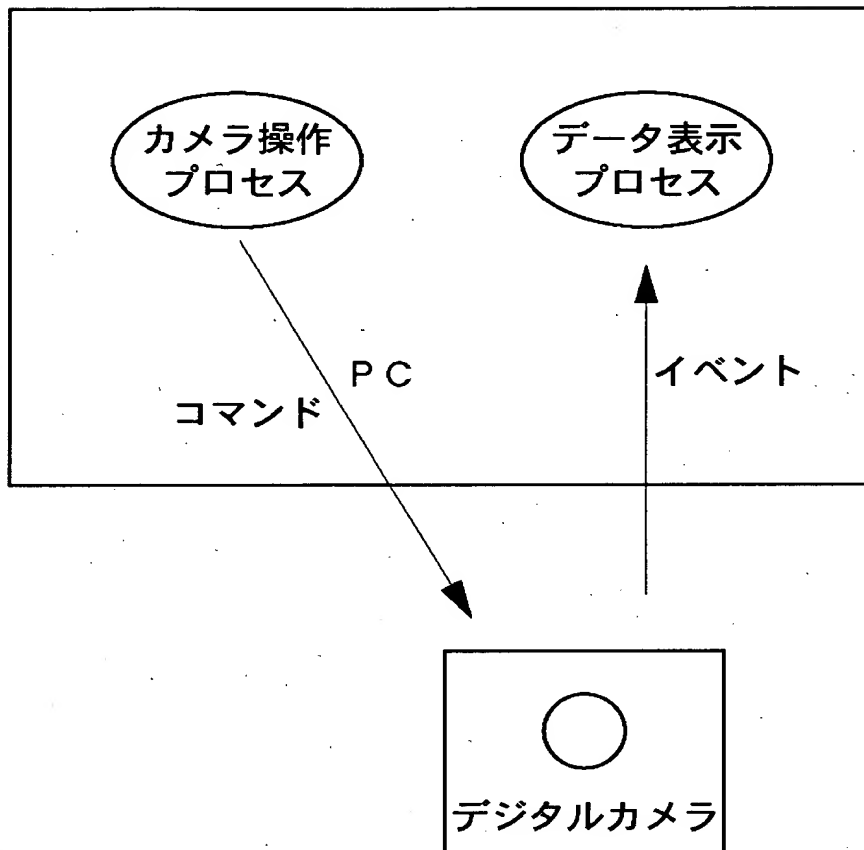 カメラ操作
プロセス
データ表示
プロセス
ＰＣ
イベント
コマンド
デジタルカメラ